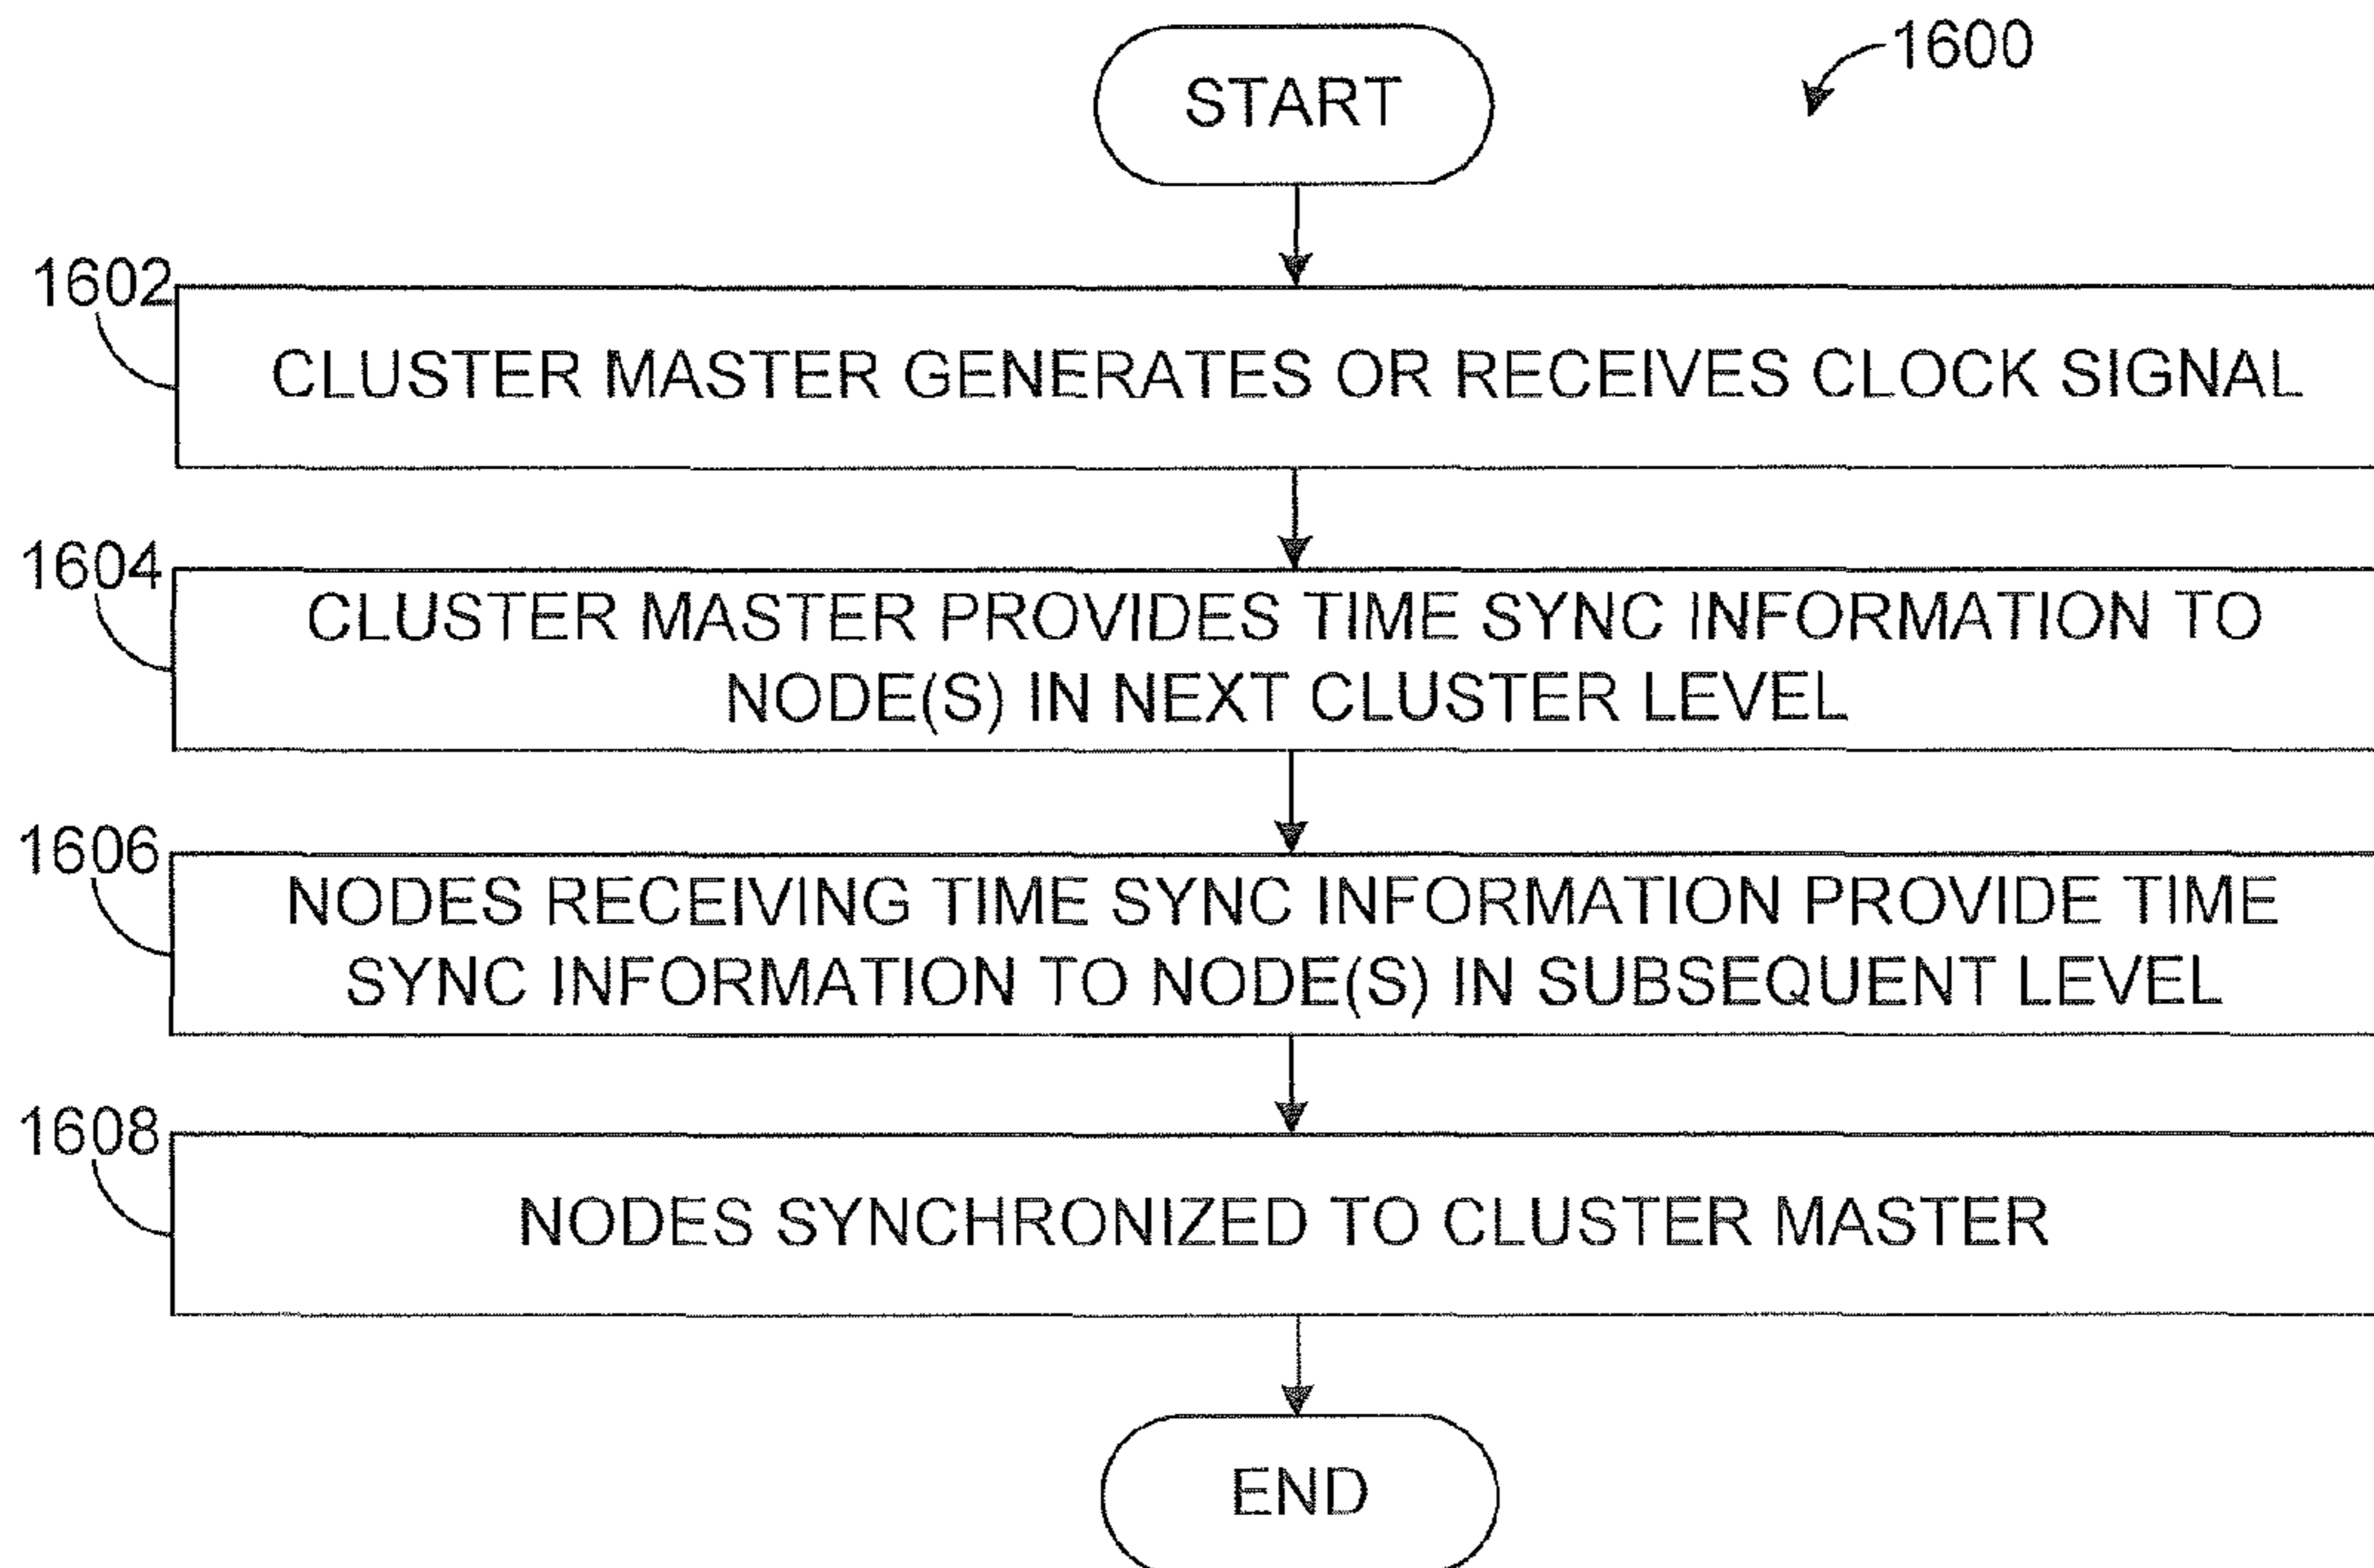 START
1600
1602
CLUSTER MASTER GENERATES OR RECEIVES CLOCK SIGNAL
1604
CLUSTER MASTER PROVIDES TIME SYNC INFORMATION TO
NODE(S) IN NEXT CLUSTER LEVEL
1606
NODES RECEIVING TIME SYNC INFORMATION PROVIDE TIME
SYNC INFORMATION TO NODE(S) IN SUBSEQUENT LEVEL
1608
NODES SYNCHRONIZED TO CLUSTER MASTER
END